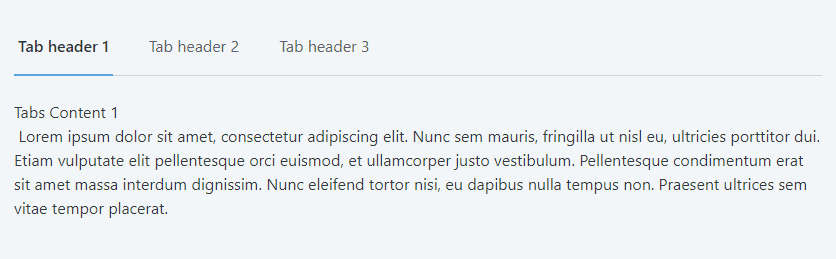 Tab header 1 Tab header 2 Tab header 3
Tabs Content 1
Lorem ipsum dolor sit amet, consectetur adipiscing elit. Nunc sem mauris, fringilla ut nisl eu, ultricies porttitor dui.
Etiam vulputate elit pellentesque orci euismod, et ullamcorper justo vestibulum. Pellentesque condimentum erat
sit amet massa interdum dignissim. Nunc eleifend tortor nisi, eu dapibus nulla tempus non. Praesent ultrices sem
vitae tempor placerat.